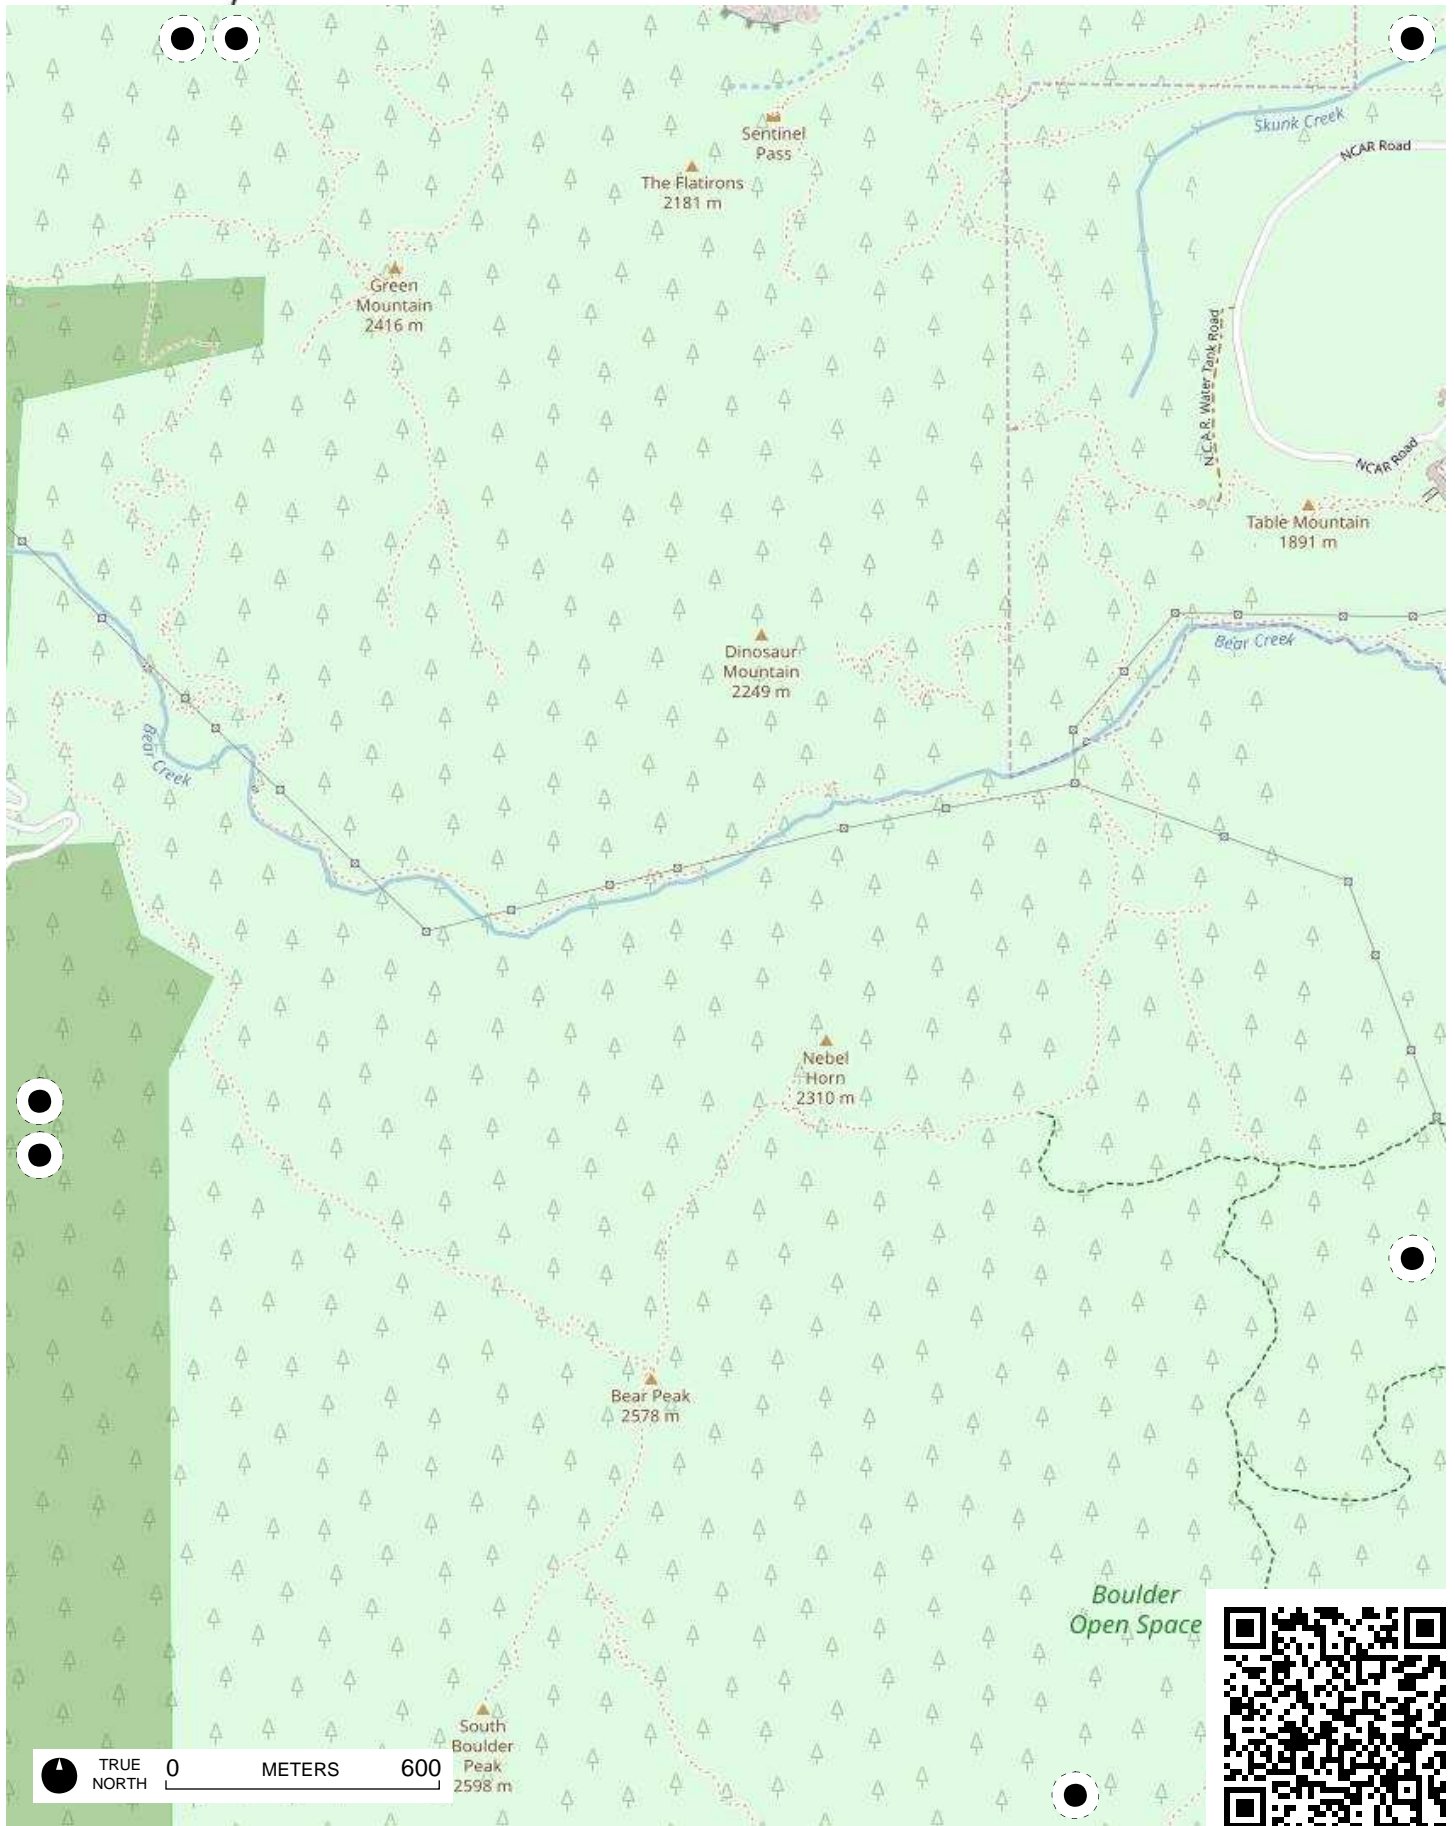 Sentinel
Pass
The Flatirons
2181 m
Skunk Creek
NCAR Road
Green
Mountain
2416 m
N.C.A.R. Water Tank Road
NCAR Road
Table Mountain
1891 m
Bear Creek
Dinosaur
Mountain
2249 m
Bear Creek
Nebel
Horn
2310 m
Bear Peak
2578 m
Boulder
Open Space
South
Boulder
Peak
2598 m
TRUE
NORTH
0 METERS 600